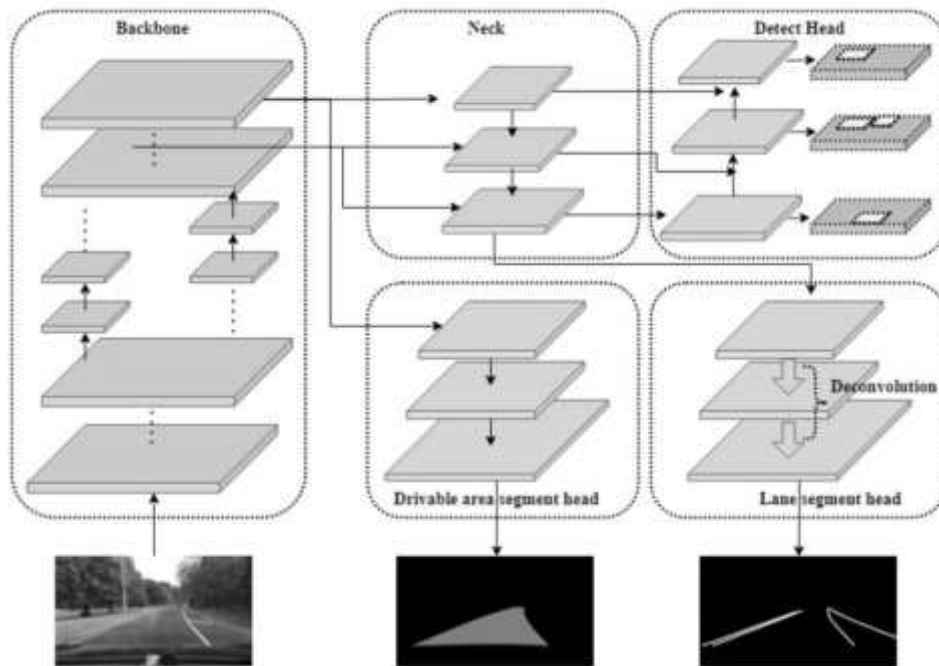 Backbone
Neck
Detect Head
Deconvolution
Drivable area segment head
Lane segment head